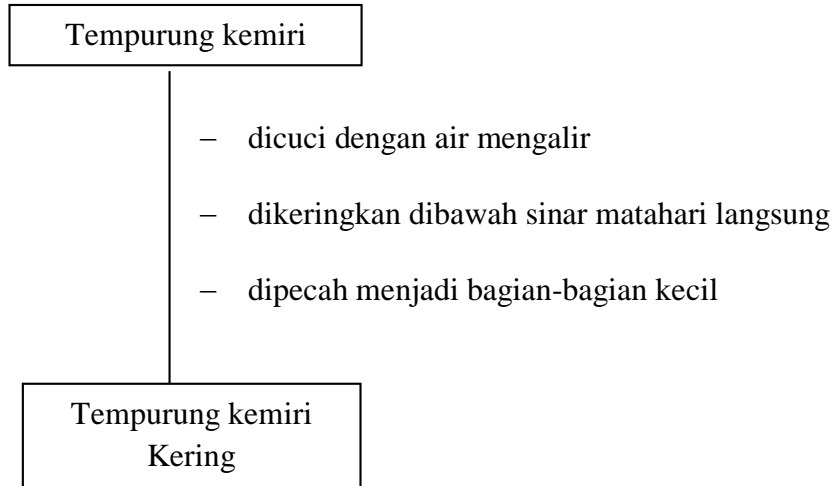 Tempurung kemiri
– dicuci dengan air mengalir
– dikeringkan dibawah sinar matahari langsung
– dipecah menjadi bagian-bagian kecil
Tempurung kemiri
Kering